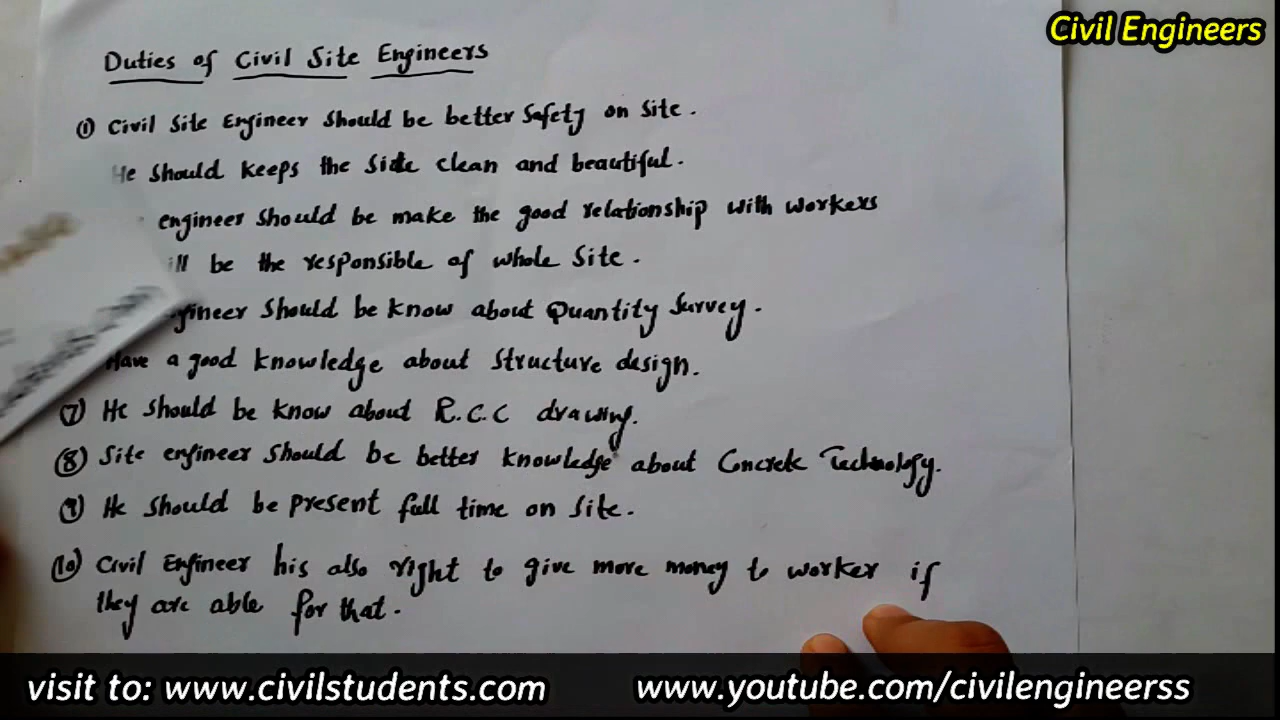 Civil Engineers
Duties of Civil Site Engineers
① Civil Site Engineer Should be better Safety on Site.
He Should keeps the Side clean and beautiful.
engineer Should be make the good relationship with workers
ill be the responsible of whole Site.
gineer Should be know about Quantity Survey.
Have a good knowledge about Structure design.
⑦ He Should be know about R.C.C drawing.
⑧ Site engineer Should be better knowledge about Concrete Technology.
⑨ He Should be present full time on Site.
⑩ Civil Engineer his also right to give more money to worker if
they are able for that.
visit to: www.civilstudents.com www.youtube.com/civilengineerss